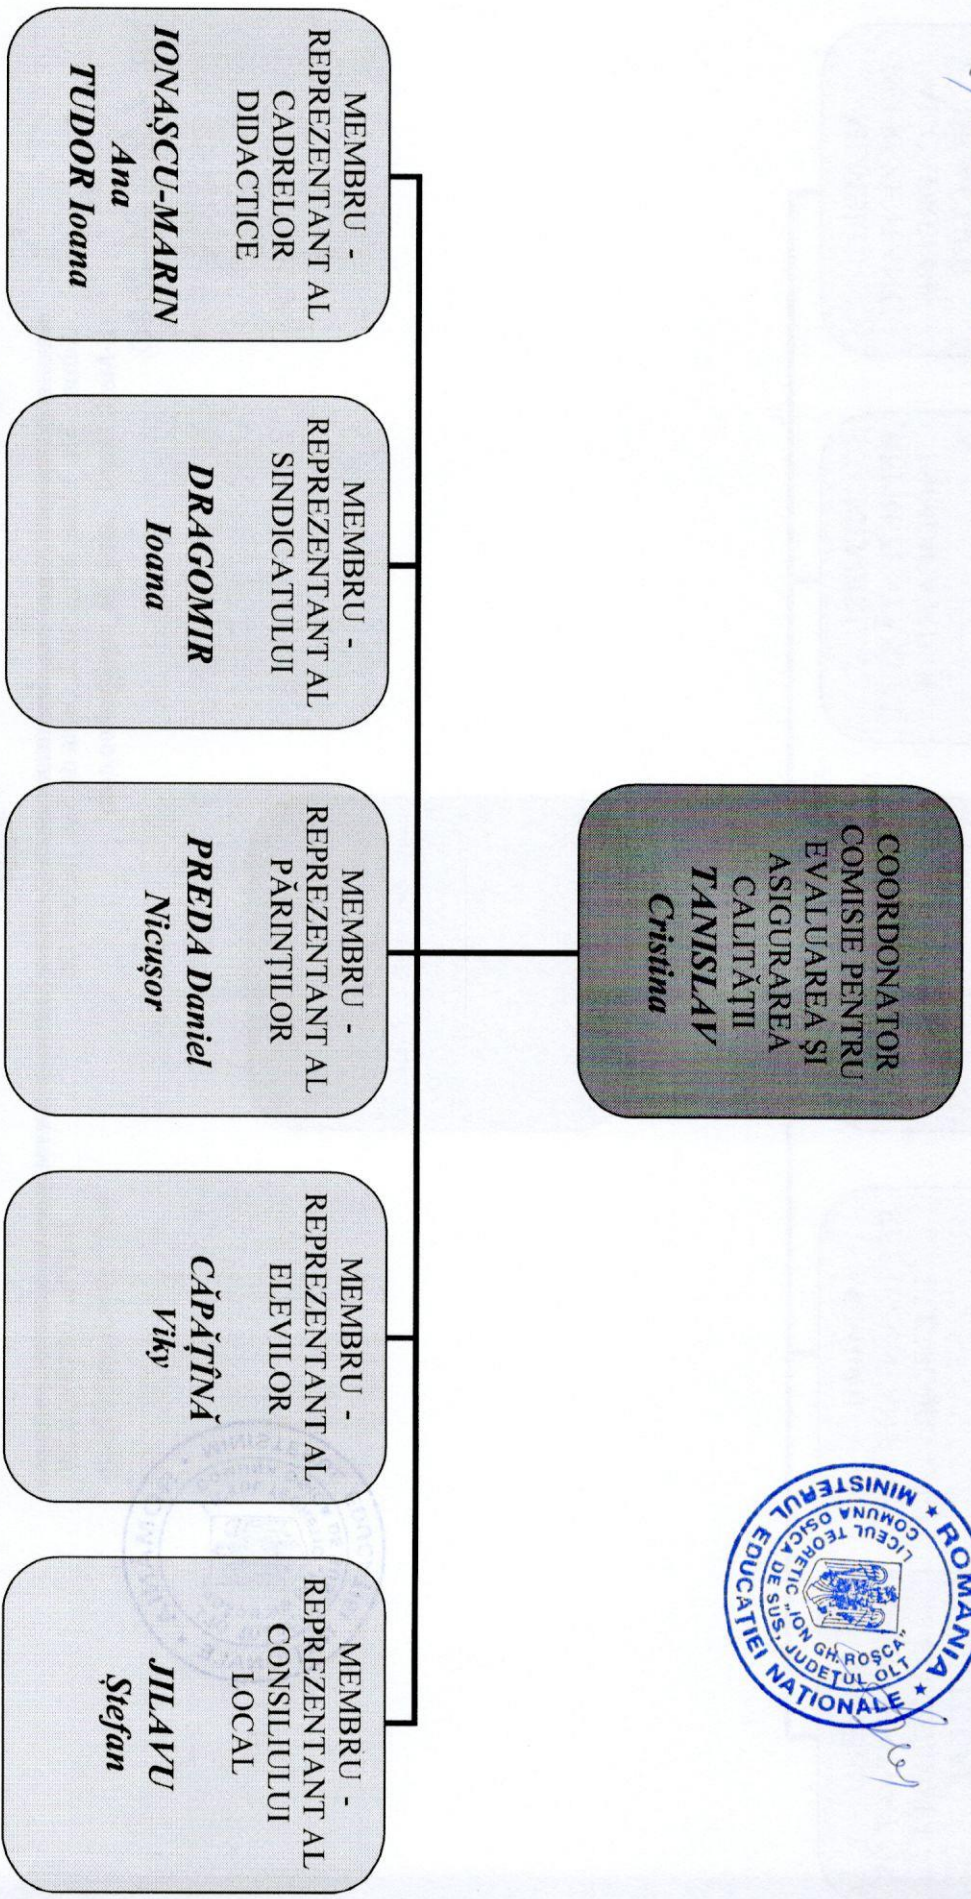 COORDONATOR
COMISIE PENTRU
EVALUAREA ȘI
ASIGURAREA
CALITĂȚII
TANISLAV
Cristina
MEMBRU -
REPREZENTANT AL
CADRELOR
DIDACTICE
IONAȘCU-MARIN
Ana
TUDOR Ioana
MEMBRU -
REPREZENTANT AL
SINDICATULUI
DRAGOMIR
Ioana
MEMBRU -
REPREZENTANT AL
PĂRINȚILOR
PREDA Daniel
Nicușor
MEMBRU -
REPREZENTANT AL
ELEVILOR
CĂPĂȚÎNĂ
Viky
MEMBRU -
REPREZENTANT AL
CONSILIULUI
LOCAL
JILAVU
Ștefan
ROMÂNIA * MINISTERUL EDUCAȚIEI NAȚIONALE *
LICEUL TEORETIC „ION GH. ROȘCA”
COMUNA OSICA DE SUS, JUDEȚUL OLT